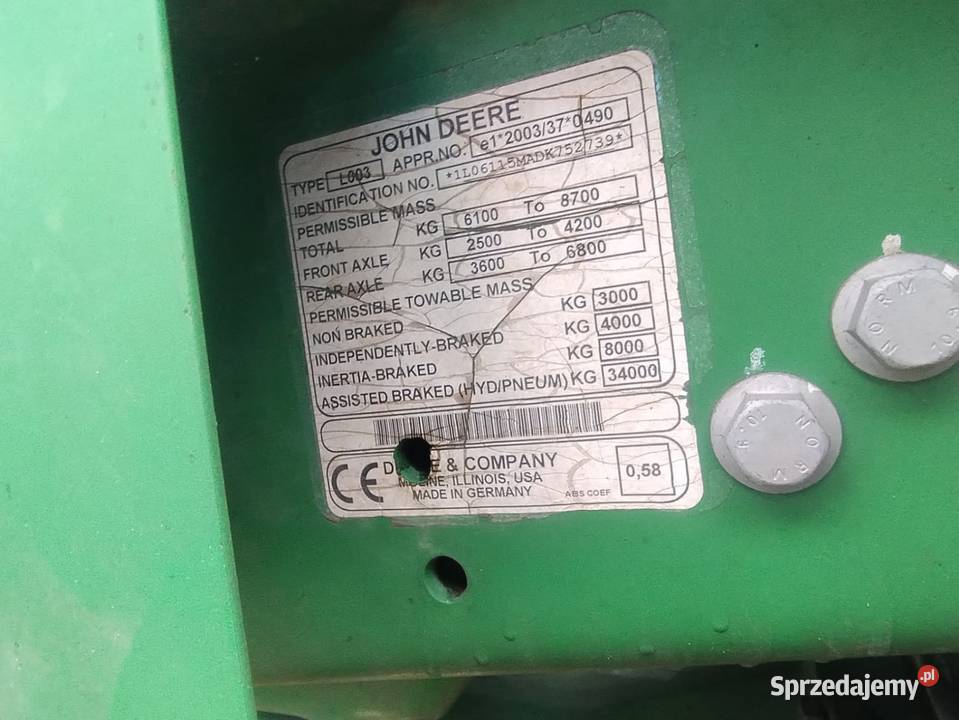 JOHN DEERE
TYPE L003 APPR.NO. e1*2003/37*0490
IDENTIFICATION NO. *1L06115MADK752739*
PERMISSIBLE MASS
TOTAL KG 6100 To 8700
FRONT AXLE KG 2500 To 4200
REAR AXLE KG 3600 To 6800
PERMISSIBLE TOWABLE MASS
NON BRAKED KG 3000
INDEPENDENTLY-BRAKED KG 4000
INERTIA-BRAKED KG 8000
ASSISTED BRAKED (HYD/PNEUM) KG 34000
CE
& COMPANY
ILLINOIS, USA
MADE IN GERMANY
ABS COEF 0,58
NORM
10.9
NORM
10.9
Sprzedajemy.pl